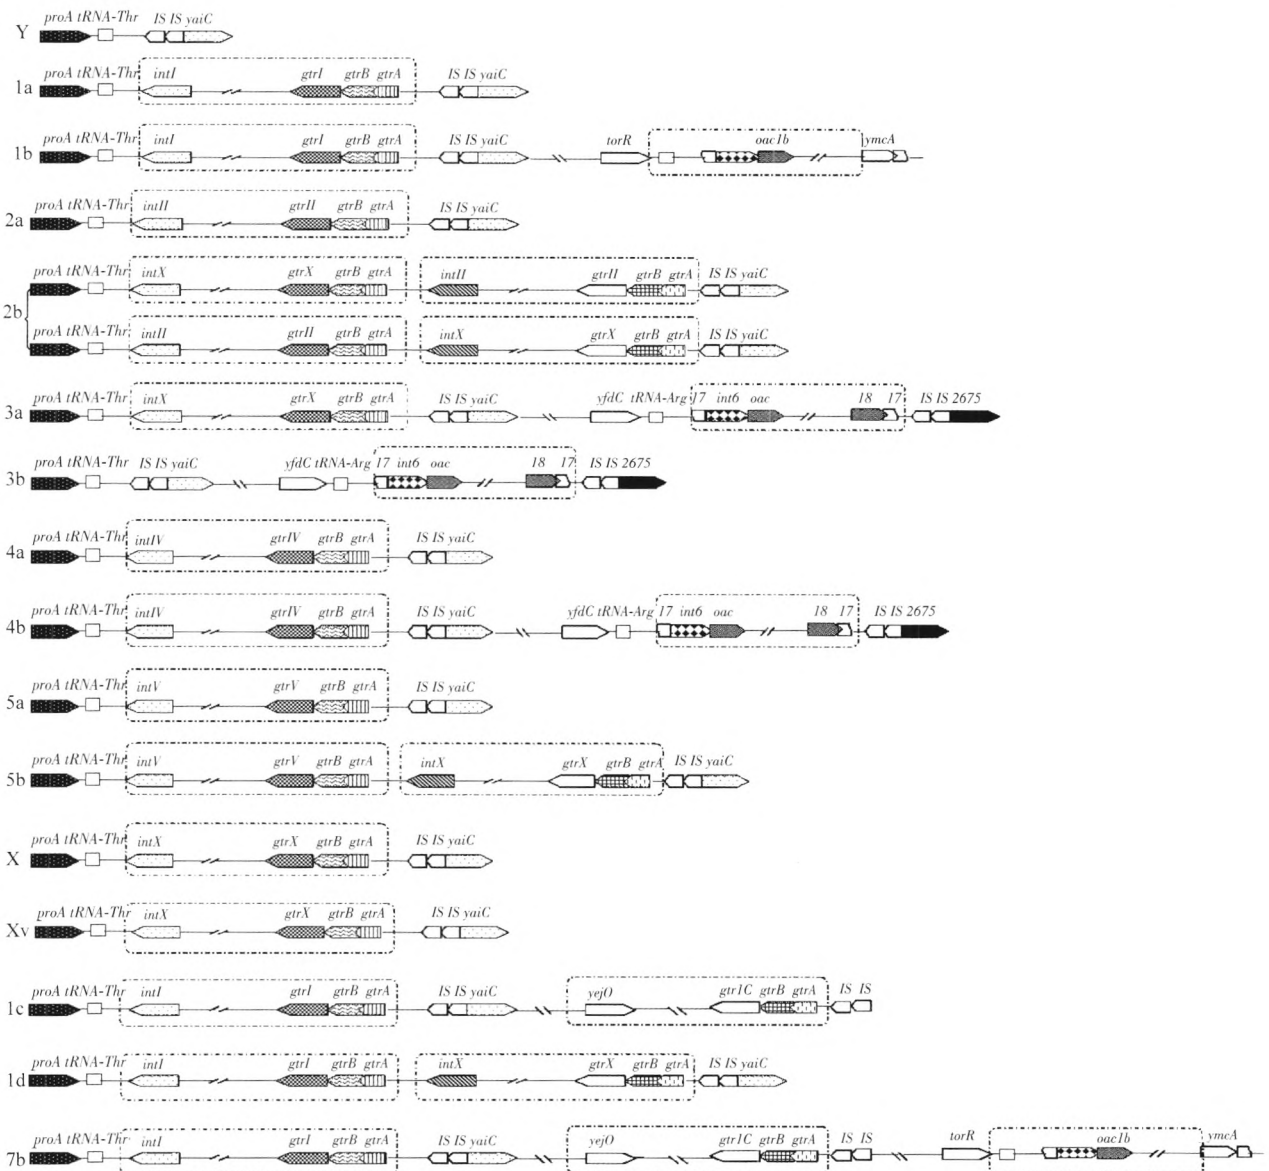 proA tRNA-Thr IS IS yaiC
Y
proA tRNA-Thr intI gtrI gtrB gtrA IS IS yaiC
1a
proA tRNA-Thr intI gtrI gtrB gtrA IS IS yaiC torR oac1b ymcA
1b
proA tRNA-Thr intII gtrII gtrB gtrA IS IS yaiC
2a
proA tRNA-Thr intX gtrX gtrB gtrA intII gtrII gtrB gtrA IS IS yaiC
2b
proA tRNA-Thr intII gtrII gtrB gtrA intX gtrX gtrB gtrA IS IS yaiC
proA tRNA-Thr intX gtrX gtrB gtrA IS IS yaiC yfdC tRNA-Arg 17 int6 oac 18 17 IS IS 2675
3a
proA tRNA-Thr IS IS yaiC yfdC tRNA-Arg 17 int6 oac 18 17 IS IS 2675
3b
proA tRNA-Thr intIV gtrIV gtrB gtrA IS IS yaiC
4a
proA tRNA-Thr intIV gtrIV gtrB gtrA IS IS yaiC yfdC tRNA-Arg 17 int6 oac 18 17 IS IS 2675
4b
proA tRNA-Thr intV gtrV gtrB gtrA IS IS yaiC
5a
proA tRNA-Thr intV gtrV gtrB gtrA intX gtrX gtrB gtrA IS IS yaiC
5b
proA tRNA-Thr intX gtrX gtrB gtrA IS IS yaiC
X
proA tRNA-Thr intX gtrX gtrB gtrA IS IS yaiC
Xv
proA tRNA-Thr intI gtrI gtrB gtrA IS IS yaiC yejO gtr1C gtrB gtrA IS IS
1c
proA tRNA-Thr intI gtrI gtrB gtrA intX gtrX gtrB gtrA IS IS yaiC
1d
proA tRNA-Thr intI gtrI gtrB gtrA IS IS yaiC yejO gtr1C gtrB gtrA IS IS torR oac1b ymcA
7b